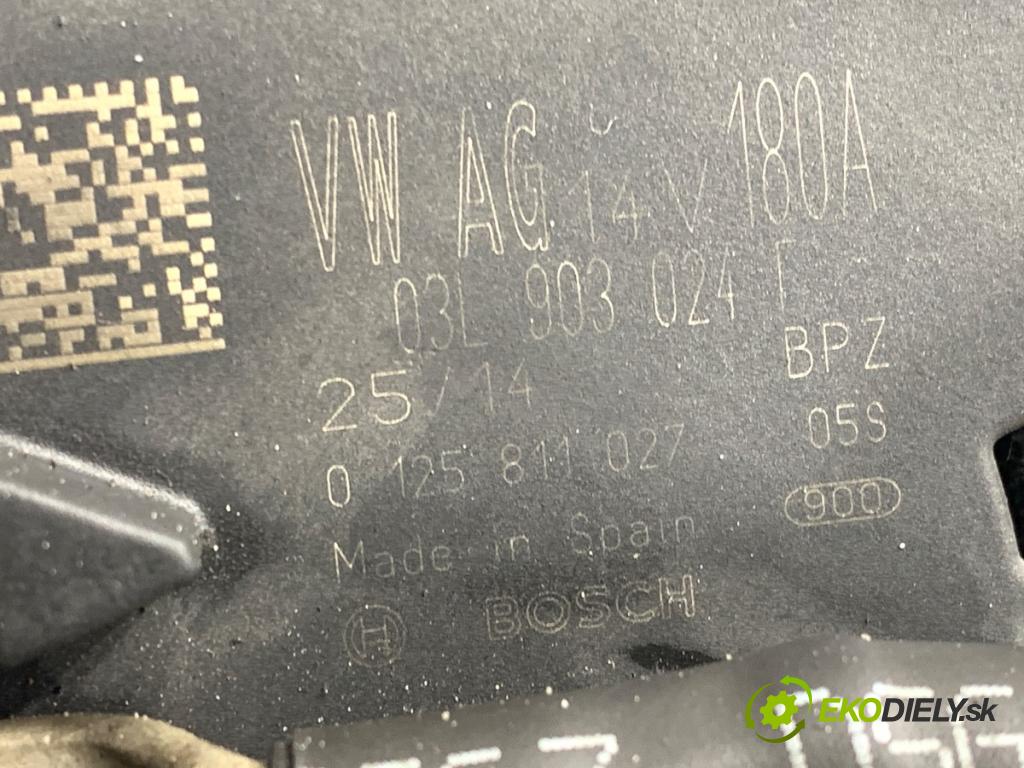 VW AG 14 V 180A
03L 903 024 F
BPZ
25/14
05S
0 125 811 027
900
Made in Spain
H BOSCH
EKODIELY.sk